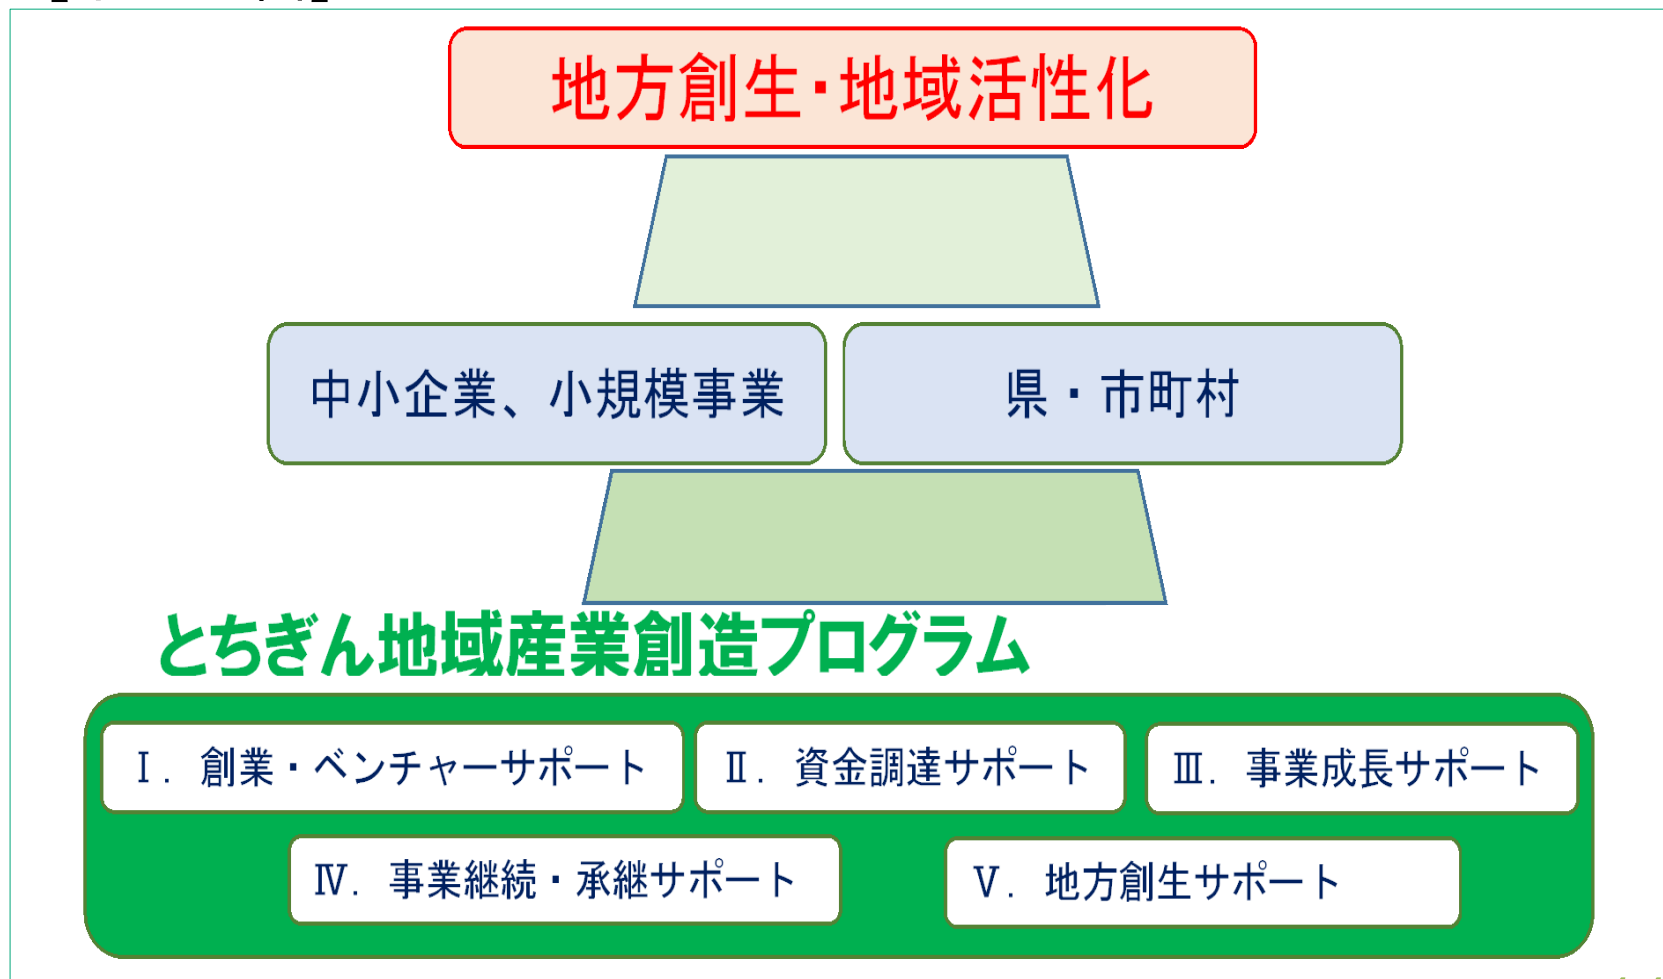 地方創生・地域活性化
中小企業、小規模事業
県・市町村
とちぎん地域産業創造プログラム
Ⅰ．創業・ベンチャーサポート
Ⅱ．資金調達サポート
Ⅲ．事業成長サポート
Ⅳ．事業継続・承継サポート
Ⅴ．地方創生サポート